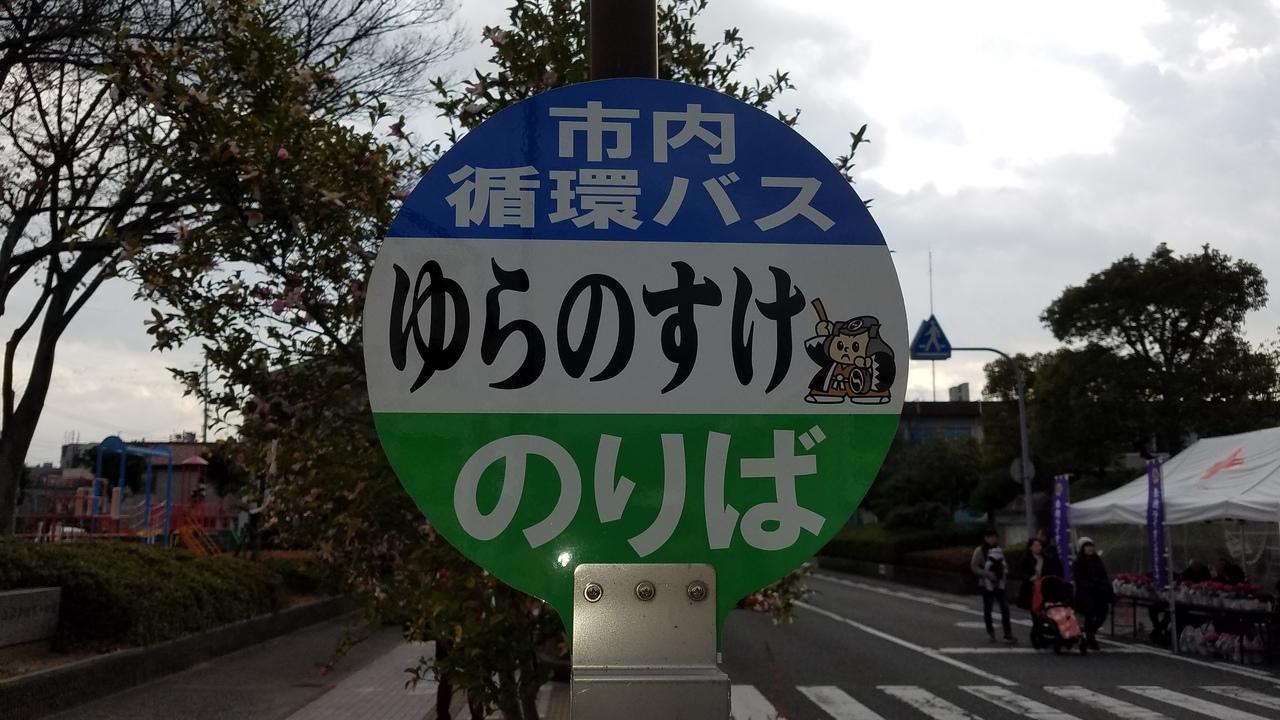 市内
循環バス
ゆらのすけ
のりば